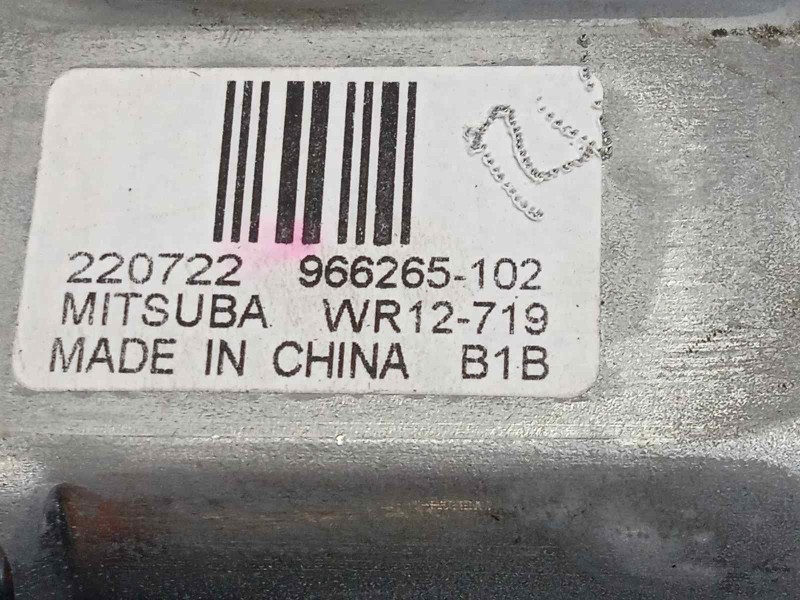 220722 966265-102
MITSUBA WR12-719
MADE IN CHINA B1B